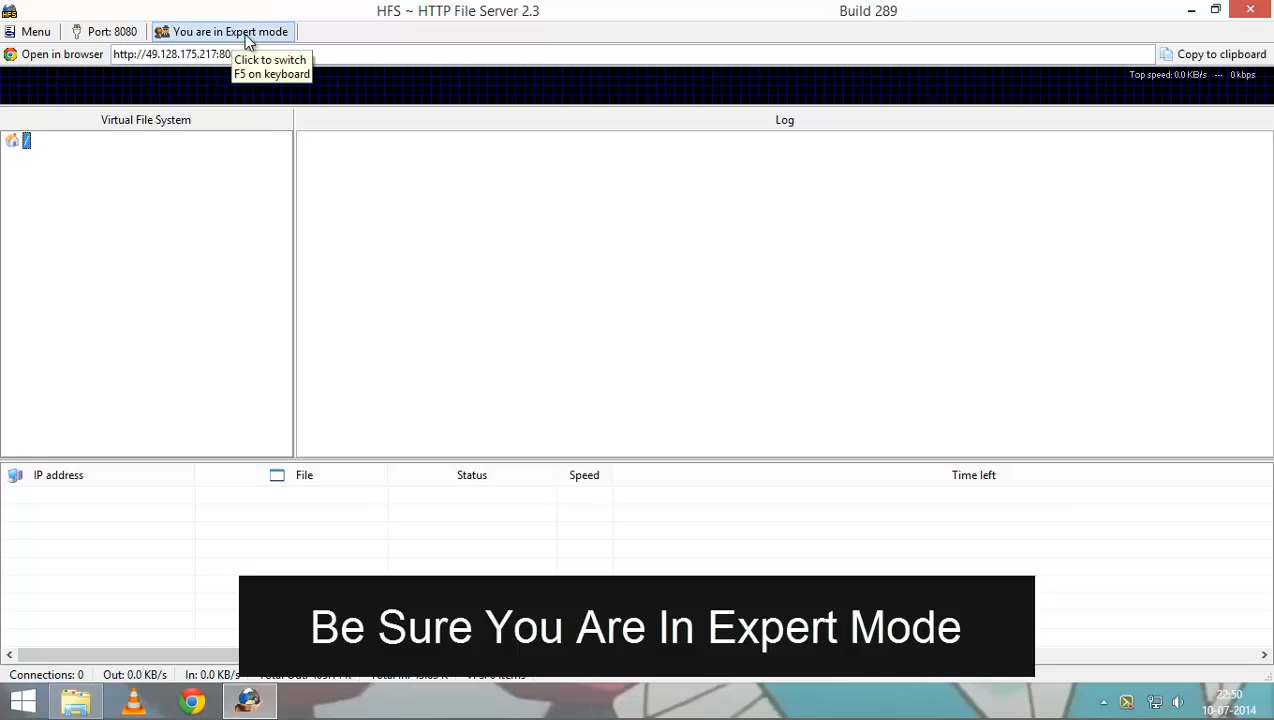 HFS ~ HTTP File Server 2.3
Build 289
Menu
Port: 8080
You are in Expert mode
Open in browser
http://49.128.175.217:80
Copy to clipboard
Click to switch
F5 on keyboard
Top speed: 0.0 KB/s --- 0 kbps
Virtual File System
Log
/
IP address
File
Status
Speed
Time left
Be Sure You Are In Expert Mode
Connections: 0
Out: 0.0 KB/s
In: 0.0 KB/s
22:50
10-07-2014